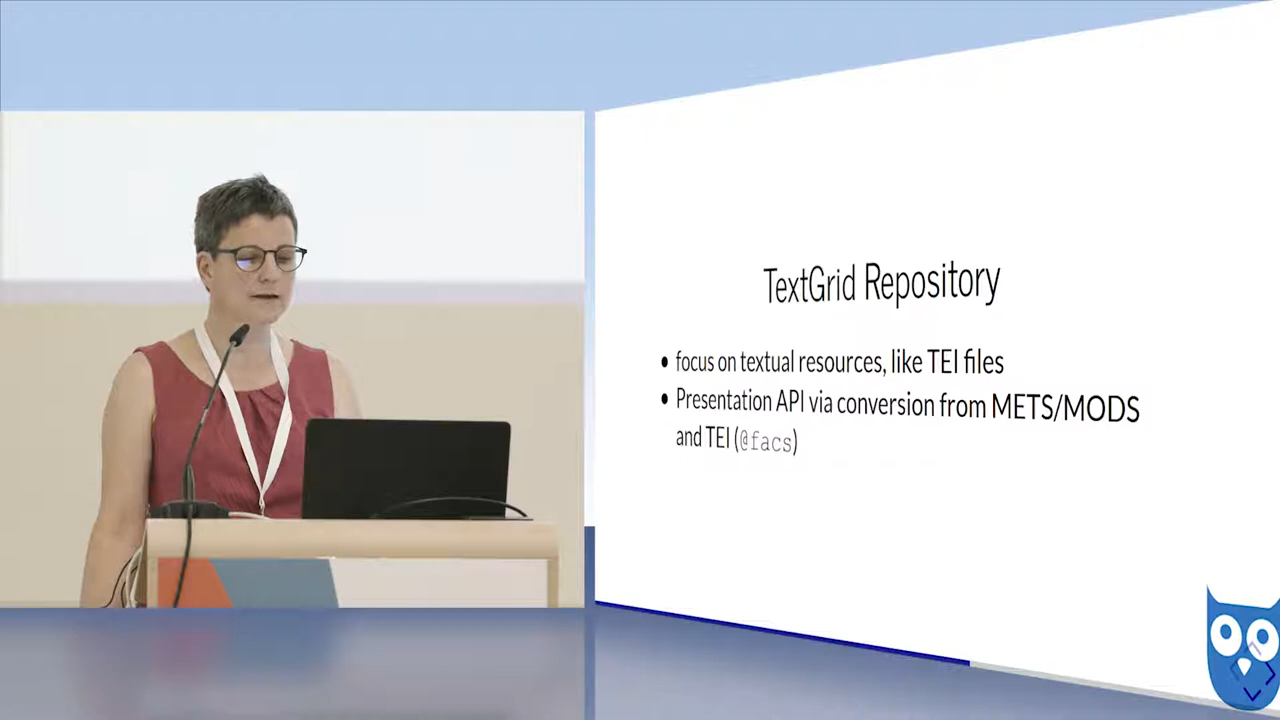 TextGrid Repository
• focus on textual resources, like TEI files
• Presentation API via conversion from METS/MODS
and TEI (@facs)